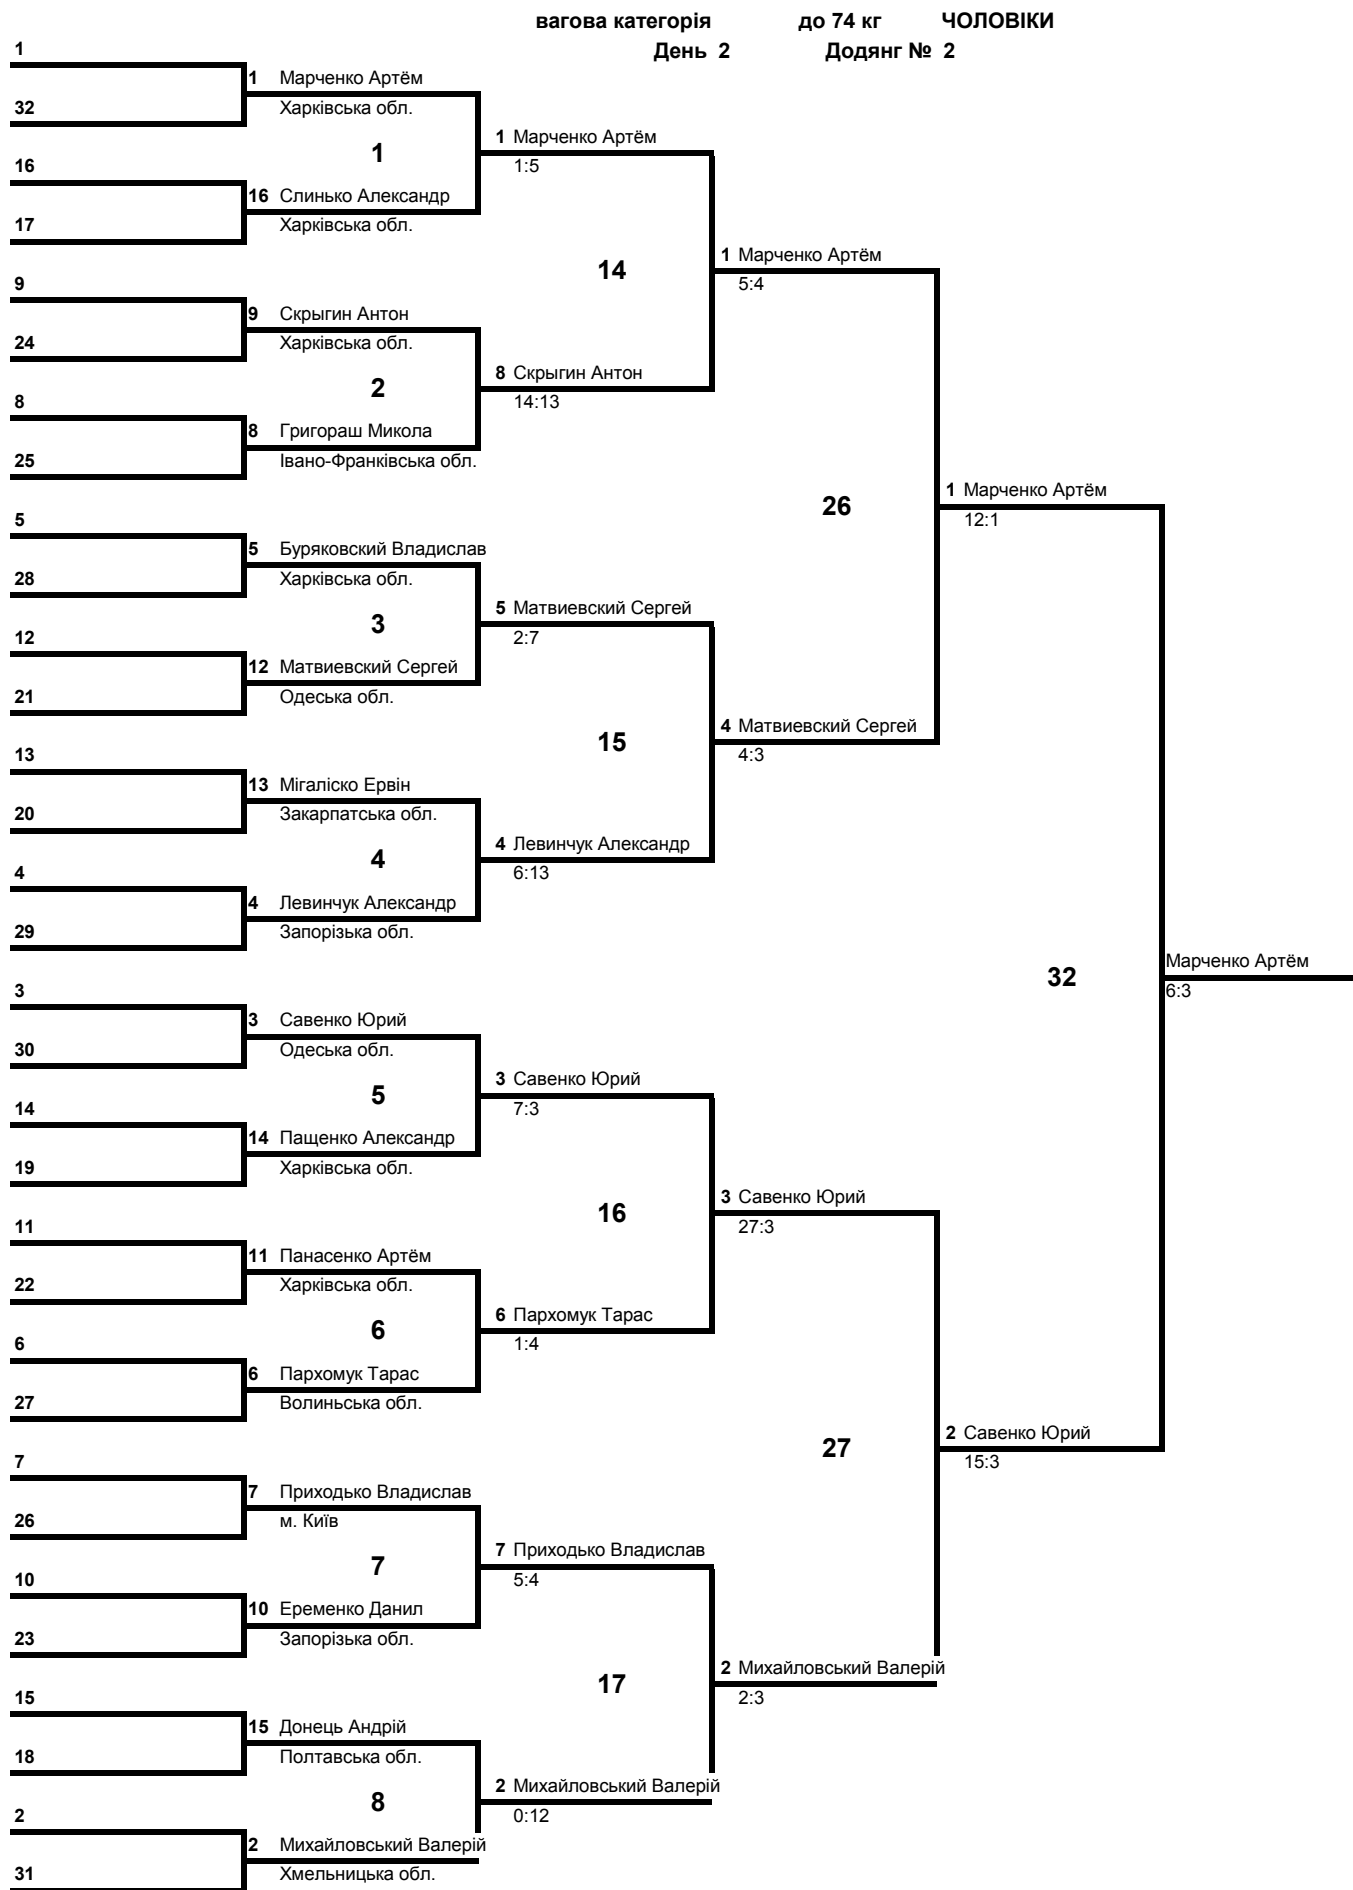 вагова категорія до 74 кг ЧОЛОВІКИ
День 2 Додянг № 2
1
1 Марченко Артём
32 Харківська обл.
1 Марченко Артём
1
1:5
16
16 Слинько Александр
17 Харківська обл.
1 Марченко Артём
14
5:4
9
9 Скрыгин Антон
24 Харківська обл.
8 Скрыгин Антон
2
14:13
8
8 Григораш Микола
25 Івано-Франківська обл.
1 Марченко Артём
26
12:1
5
5 Буряковский Владислав
28 Харківська обл.
5 Матвиевский Сергей
3
2:7
12
12 Матвиевский Сергей
21 Одеська обл.
4 Матвиевский Сергей
15
4:3
13
13 Мігаліско Ервін
20 Закарпатська обл.
4 Левинчук Александр
4
6:13
4
4 Левинчук Александр
29 Запорізька обл.
Марченко Артём
32
6:3
3
3 Савенко Юрий
30 Одеська обл.
3 Савенко Юрий
5
7:3
14
14 Пащенко Александр
19 Харківська обл.
3 Савенко Юрий
16
27:3
11
11 Панасенко Артём
22 Харківська обл.
6 Пархомук Тарас
6
1:4
6
6 Пархомук Тарас
27 Волиньська обл.
2 Савенко Юрий
27
15:3
7
7 Приходько Владислав
26 м. Київ
7 Приходько Владислав
7
5:4
10
10 Еременко Данил
23 Запорізька обл.
2 Михайловський Валерій
17
2:3
15
15 Донець Андрій
18 Полтавська обл.
2 Михайловський Валерій
8
0:12
2
2 Михайловський Валерій
31 Хмельницька обл.